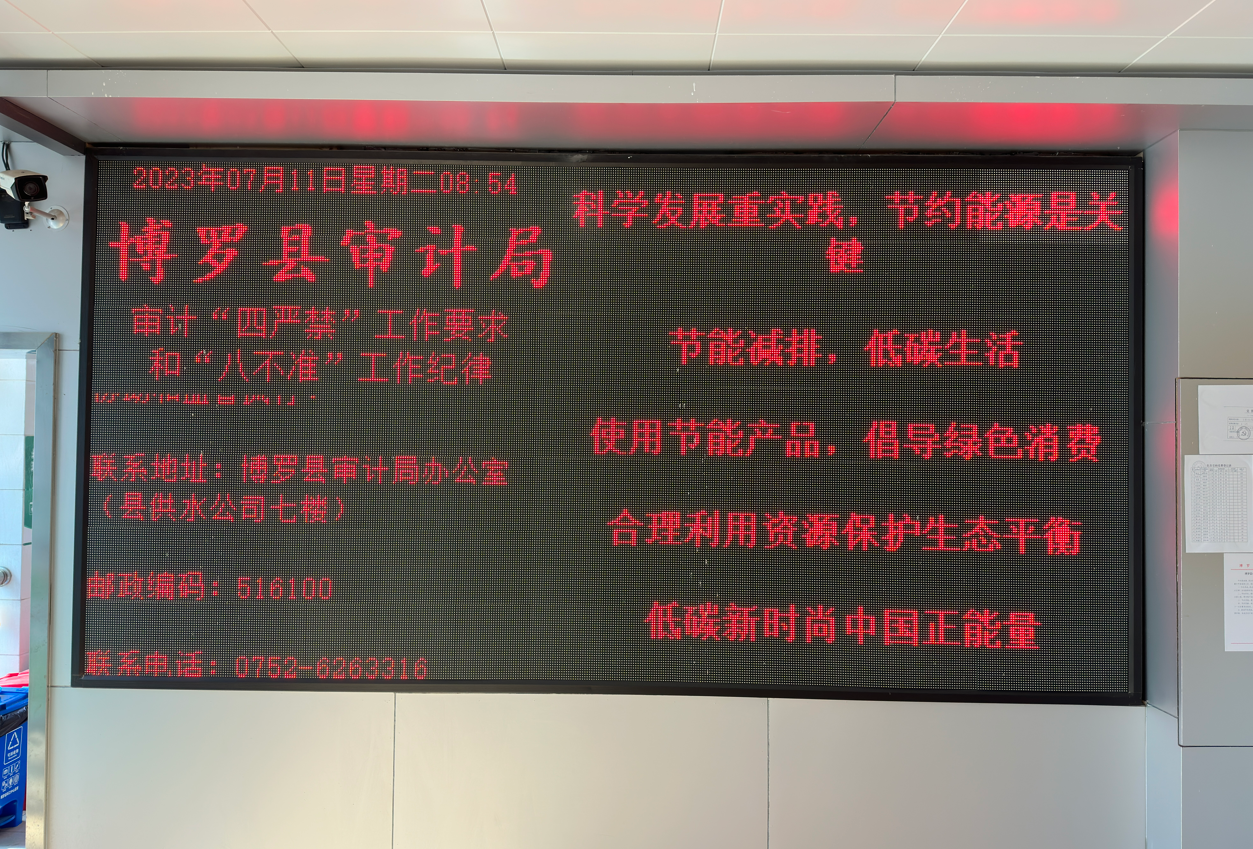 2023年07月11日星期二08:54
博罗县审计局
审计“四严禁”工作要求
和“八不准”工作纪律
联系地址：博罗县审计局办公室
（县供水公司七楼）
邮政编码：516100
联系电话：0752-6263316
科学发展重实践，节约能源是关
键
节能减排，低碳生活
使用节能产品，倡导绿色消费
合理利用资源保护生态平衡
低碳新时尚中国正能量